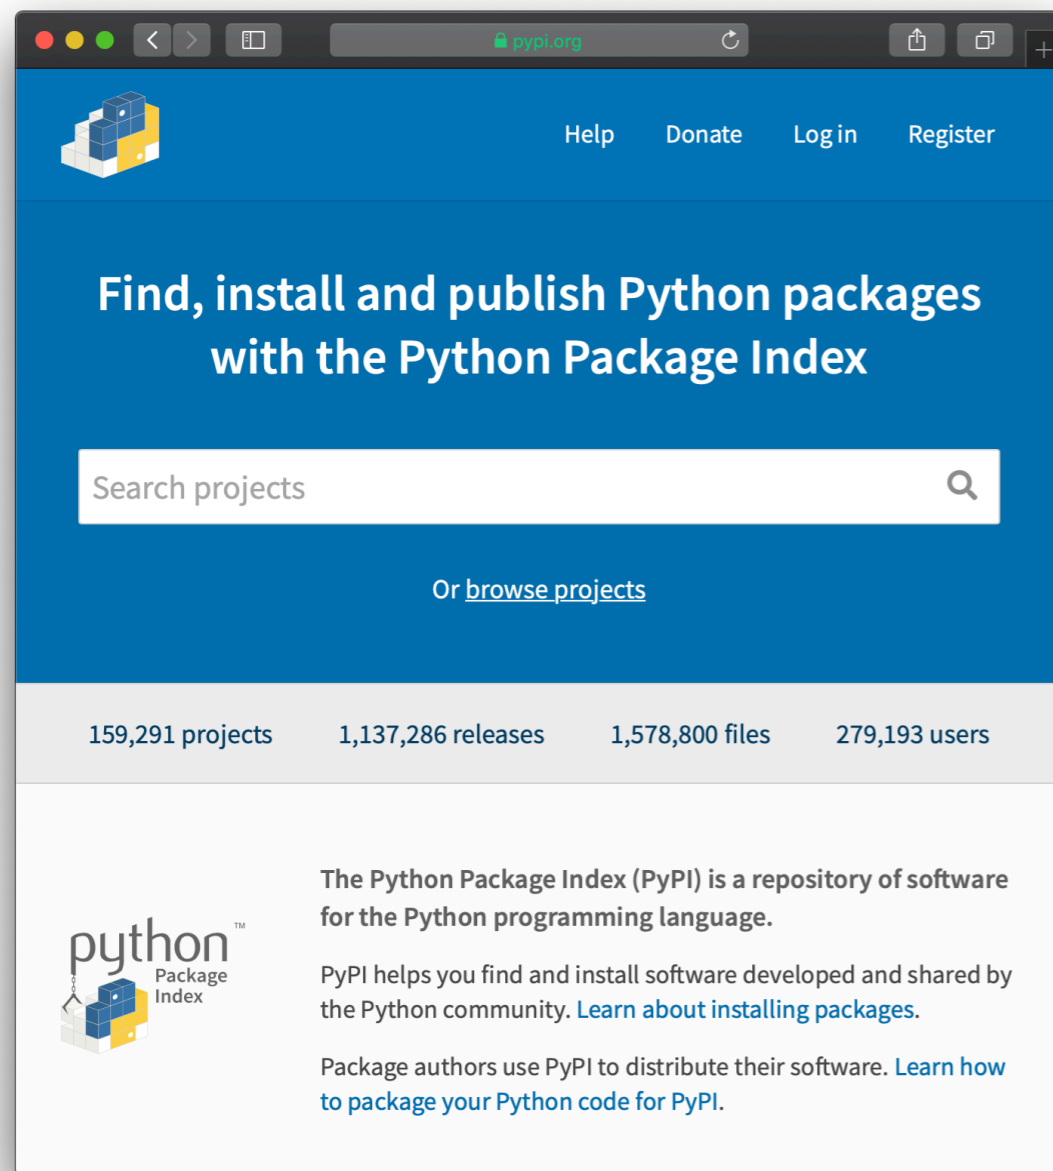 pypi.org
Help Donate Log in Register
Find, install and publish Python packages
with the Python Package Index
Search projects
Or browse projects
159,291 projects 1,137,286 releases 1,578,800 files 279,193 users
python™
Package
Index
The Python Package Index (PyPI) is a repository of software
for the Python programming language.
PyPI helps you find and install software developed and shared by
the Python community. Learn about installing packages.
Package authors use PyPI to distribute their software. Learn how
to package your Python code for PyPI.